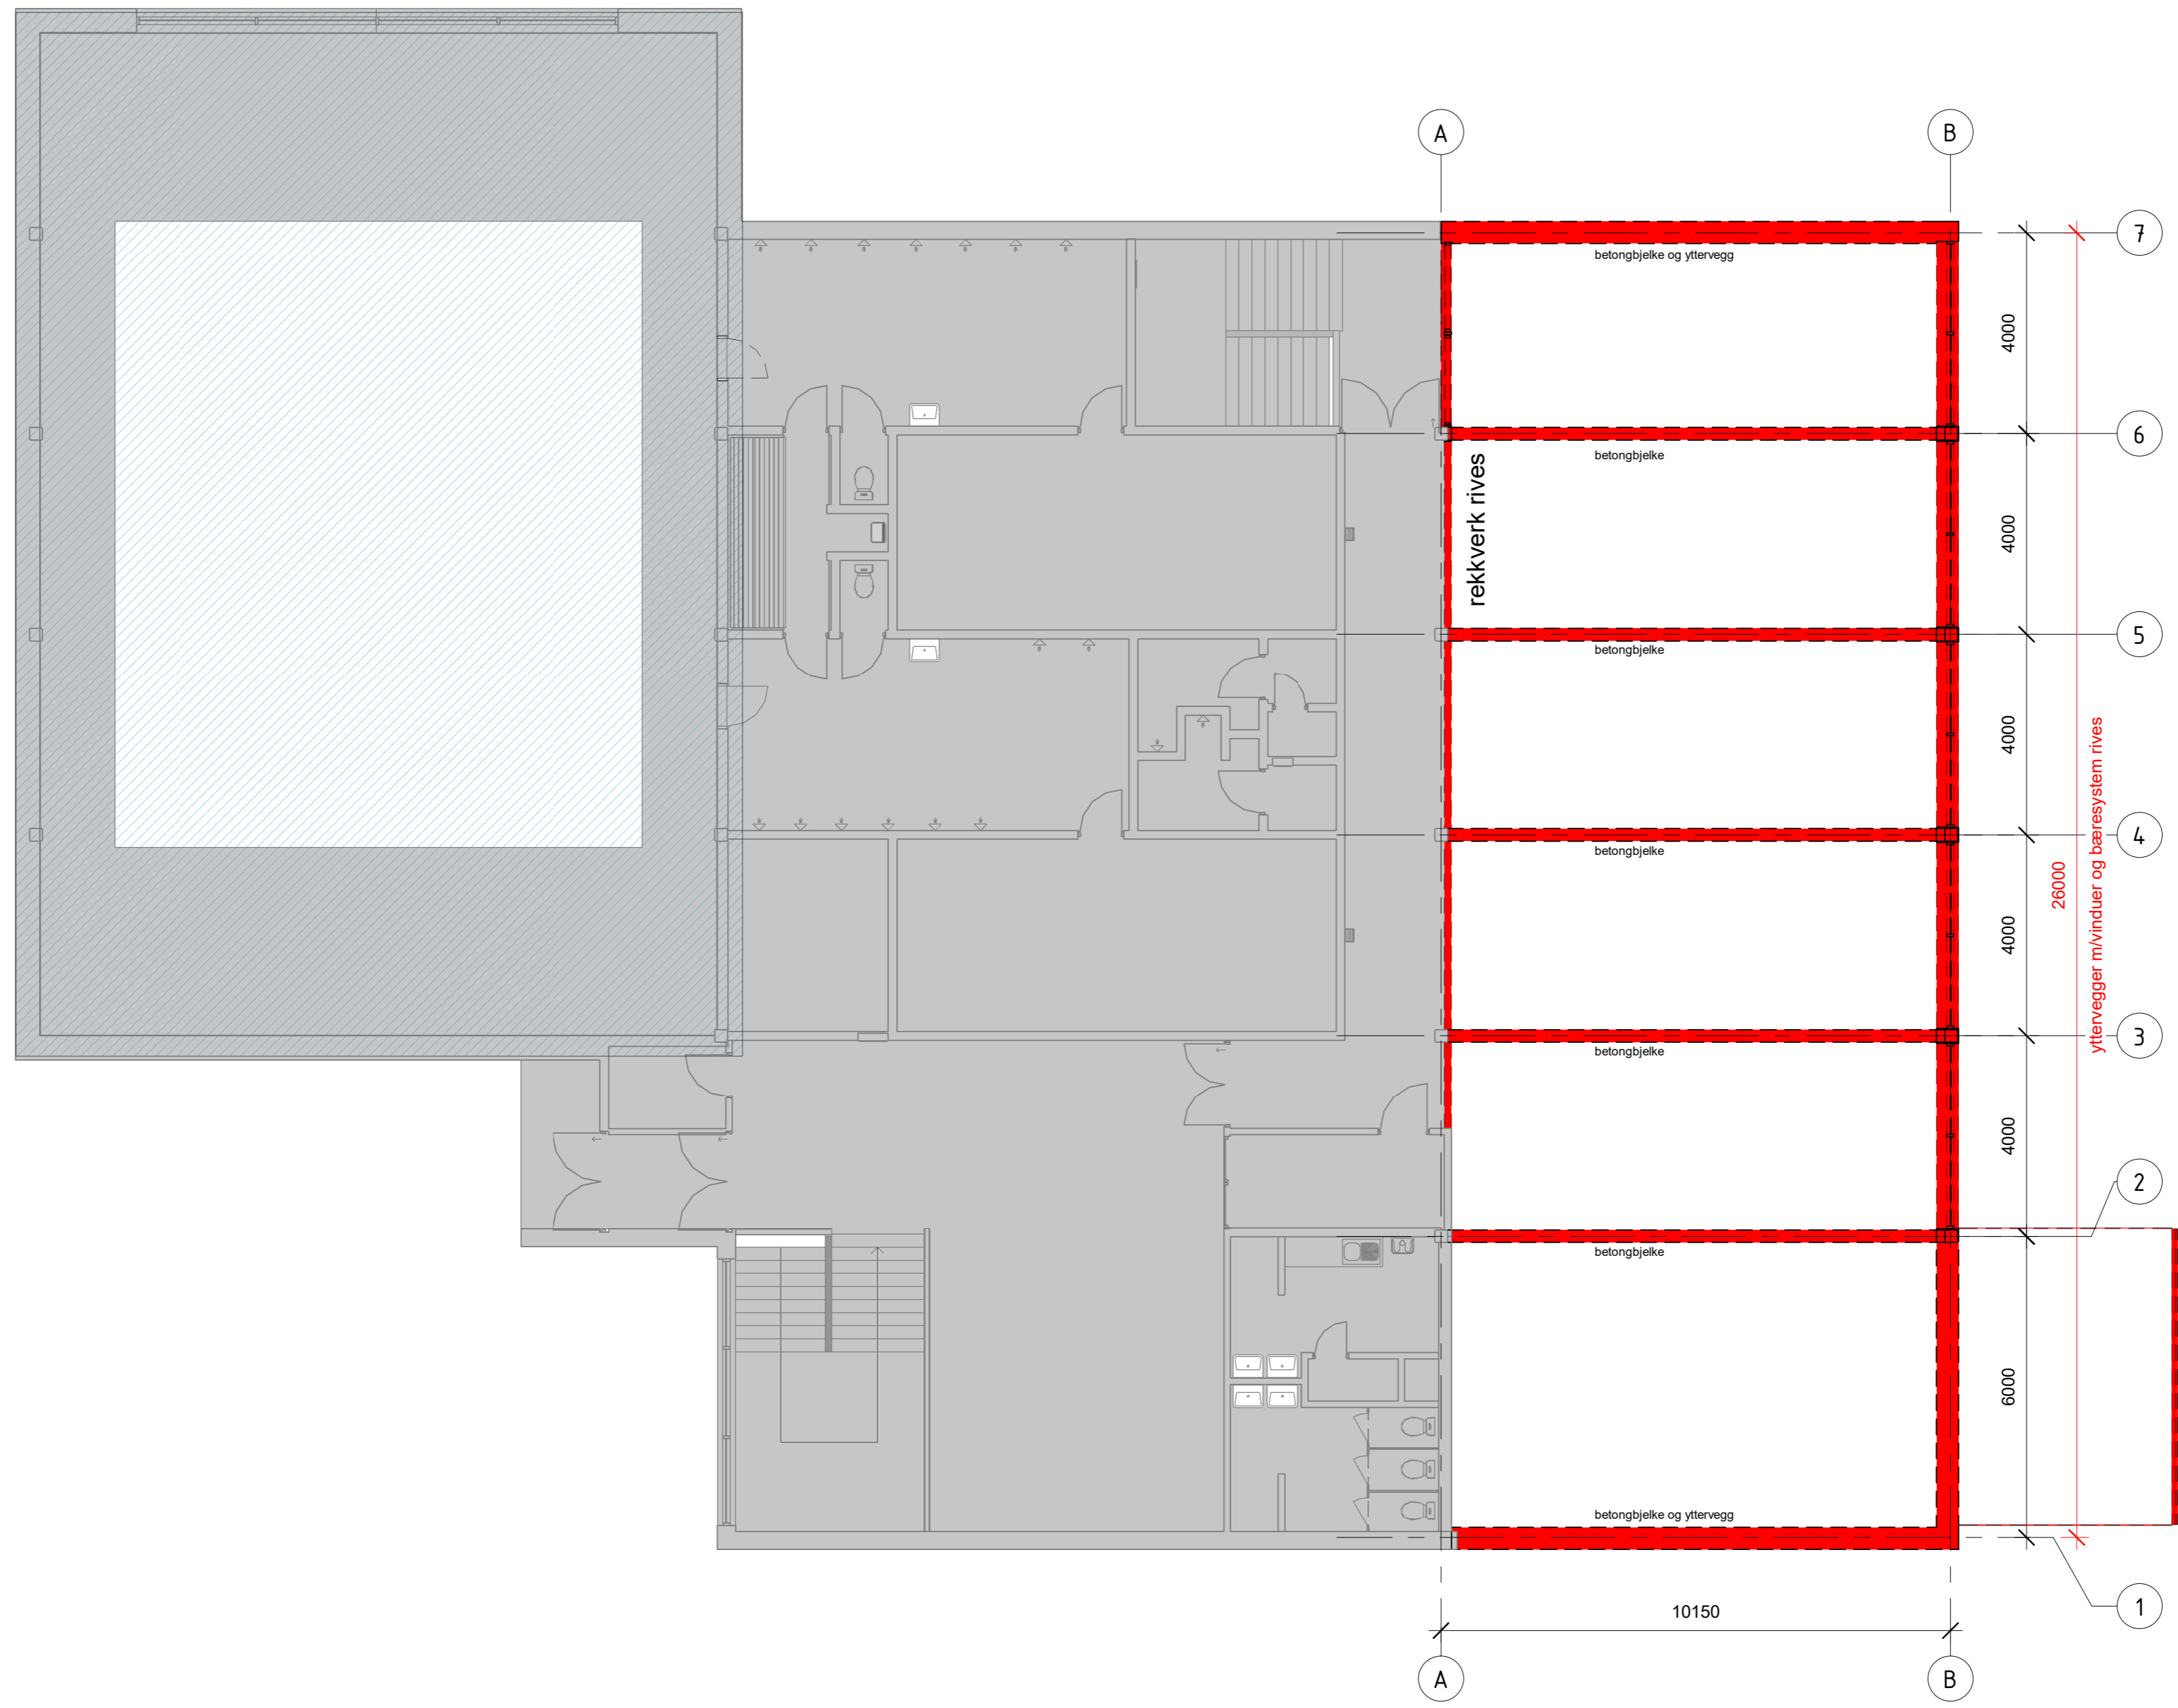 A
B
7
betongbjelke og yttervegg
4000
6
betongbjelke
rekkverk rives
4000
5
betongbjelke
4000
yttervegger m/vinduer og bæresystem rives
26000
4
betongbjelke
4000
3
betongbjelke
4000
2
betongbjelke
6000
betongbjelke og yttervegg
1
10150
A
B